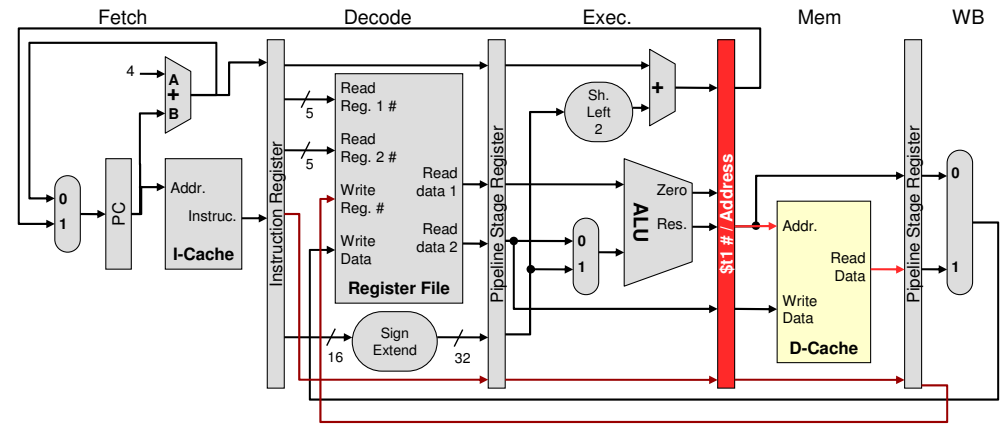 Fetch
Decode
Exec.
Mem
WB
4
A
+
B
0
1
PC
Addr.
Instruc.
I-Cache
Instruction Register
5
5
Read
Reg. 1 #
Read
Reg. 2 #
Write
Reg. #
Write
Data
Read
data 1
Read
data 2
Register File
16
Sign
Extend
32
Pipeline Stage Register
Sh.
Left
2
+
0
1
ALU
Zero
Res.
$t1 # / Address
Addr.
Read
Data
Write
Data
D-Cache
Pipeline Stage Register
0
1